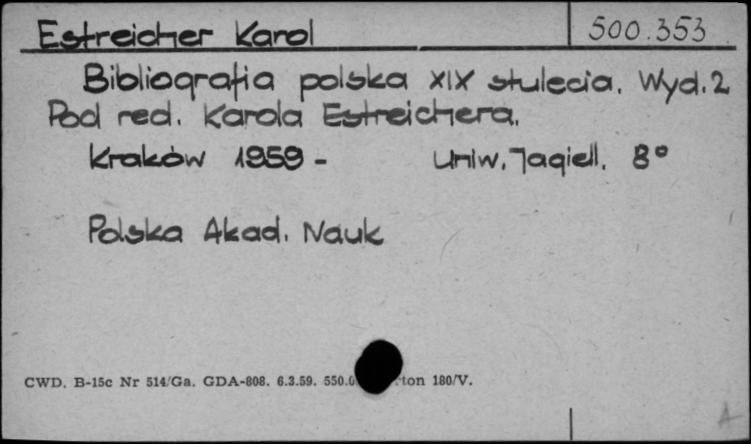 Estreicher Karol 500.353
Bibliografia polska XIX stulecia. Wyd. 2
Pod red. Karola Estreichera.
Kraków 1959 - Uniw. Jagiell. 8°
Polska Akad. Nauk
CWD. B-15c Nr 514/Ga. GDA-808. 6.3.59. 550.0 180/V.
A